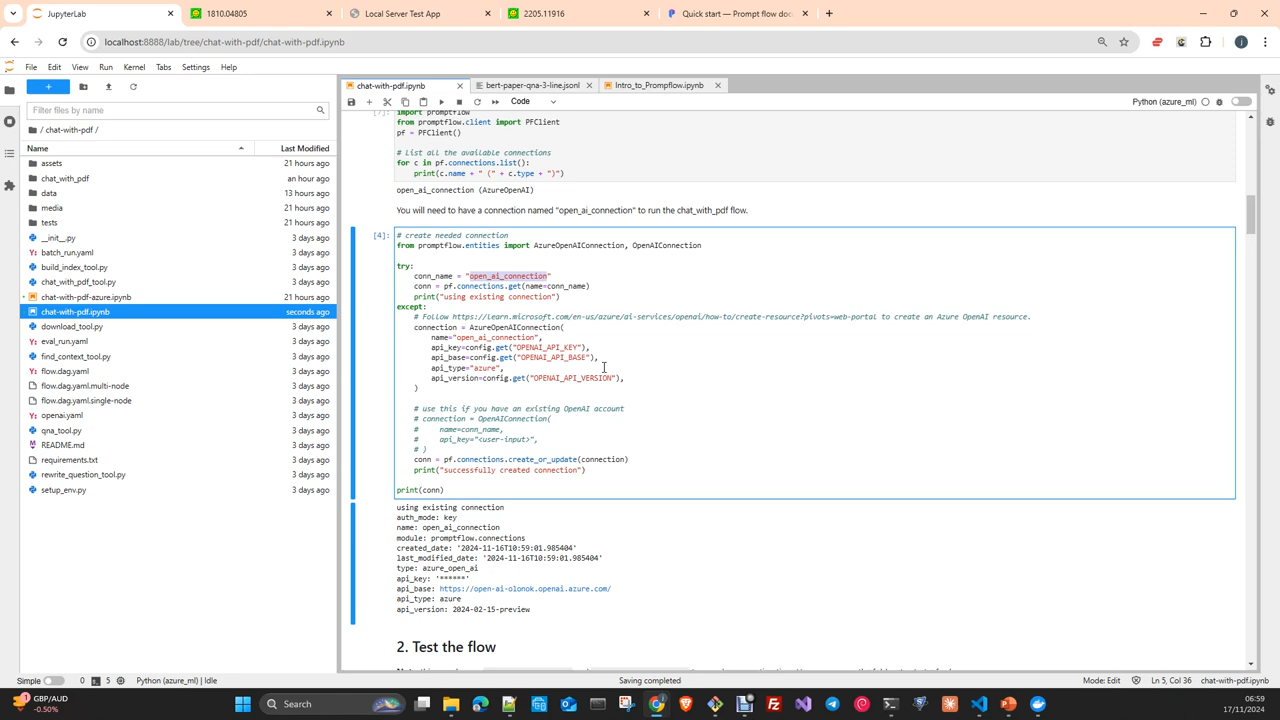 JupyterLab
1810.04805
Local Server Test App
2205.11916
Quick start — Prompt flow doc
localhost:8888/lab/tree/chat-with-pdf/chat-with-pdf.ipynb
File Edit View Run Kernel Tabs Settings Help
Filter files by name
/ chat-with-pdf /
Name Last Modified
assets 21 hours ago
chat_with_pdf an hour ago
data 13 hours ago
media 21 hours ago
tests 21 hours ago
__init__.py 3 days ago
batch_run.yaml 3 days ago
build_index_tool.py 3 days ago
chat_with_pdf_tool.py 3 days ago
chat-with-pdf-azure.ipynb 21 hours ago
chat-with-pdf.ipynb seconds ago
download_tool.py 3 days ago
eval_run.yaml 3 days ago
find_context_tool.py 3 days ago
flow.dag.yaml 3 days ago
flow.dag.yaml.multi-node 3 days ago
flow.dag.yaml.single-node 3 days ago
openai.yaml 3 days ago
qna_tool.py 3 days ago
README.md 3 days ago
requirements.txt 3 days ago
rewrite_question_tool.py 3 days ago
setup_env.py 3 days ago
chat-with-pdf.ipynb
bert-paper-qna-3-line.jsonl
Intro_to_Prompflow.ipynb
Code
Python (azure_ml)
[7]: import promptflow
from promptflow.client import PFClient
pf = PFClient()
# List all the available connections
for c in pf.connections.list():
print(c.name + " (" + c.type + ")")
open_ai_connection (AzureOpenAI)
You will need to have a connection named "open_ai_connection" to run the chat_with_pdf flow.
[4]: # create needed connection
from promptflow.entities import AzureOpenAIConnection, OpenAIConnection
try:
conn_name = "open_ai_connection"
conn = pf.connections.get(name=conn_name)
print("using existing connection")
except:
# Follow https://learn.microsoft.com/en-us/azure/ai-services/openai/how-to/create-resource?pivots=web-portal to create an Azure OpenAI resource.
connection = AzureOpenAIConnection(
name="open_ai_connection",
api_key=config.get("OPENAI_API_KEY"),
api_base=config.get("OPENAI_API_BASE"),
api_type="azure",
api_version=config.get("OPENAI_API_VERSION"),
)
# use this if you have an existing OpenAI account
# connection = OpenAIConnection(
# name=conn_name,
# api_key="<user-input>",
# )
conn = pf.connections.create_or_update(connection)
print("successfully created connection")
print(conn)
using existing connection
auth_mode: key
name: open_ai_connection
module: promptflow.connections
created_date: '2024-11-16T10:59:01.985404'
last_modified_date: '2024-11-16T10:59:01.985404'
type: azure_open_ai
api_key: '******'
api_base: https://open-ai-olonok.openai.azure.com/
api_type: azure
api_version: 2024-02-15-preview
2. Test the flow
Simple 0 5 Python (azure_ml) | Idle
Saving completed
Mode: Edit Ln 5, Col 36 chat-with-pdf.ipynb
GBP/AUD
-0.50%
Search
06:59
17/11/2024